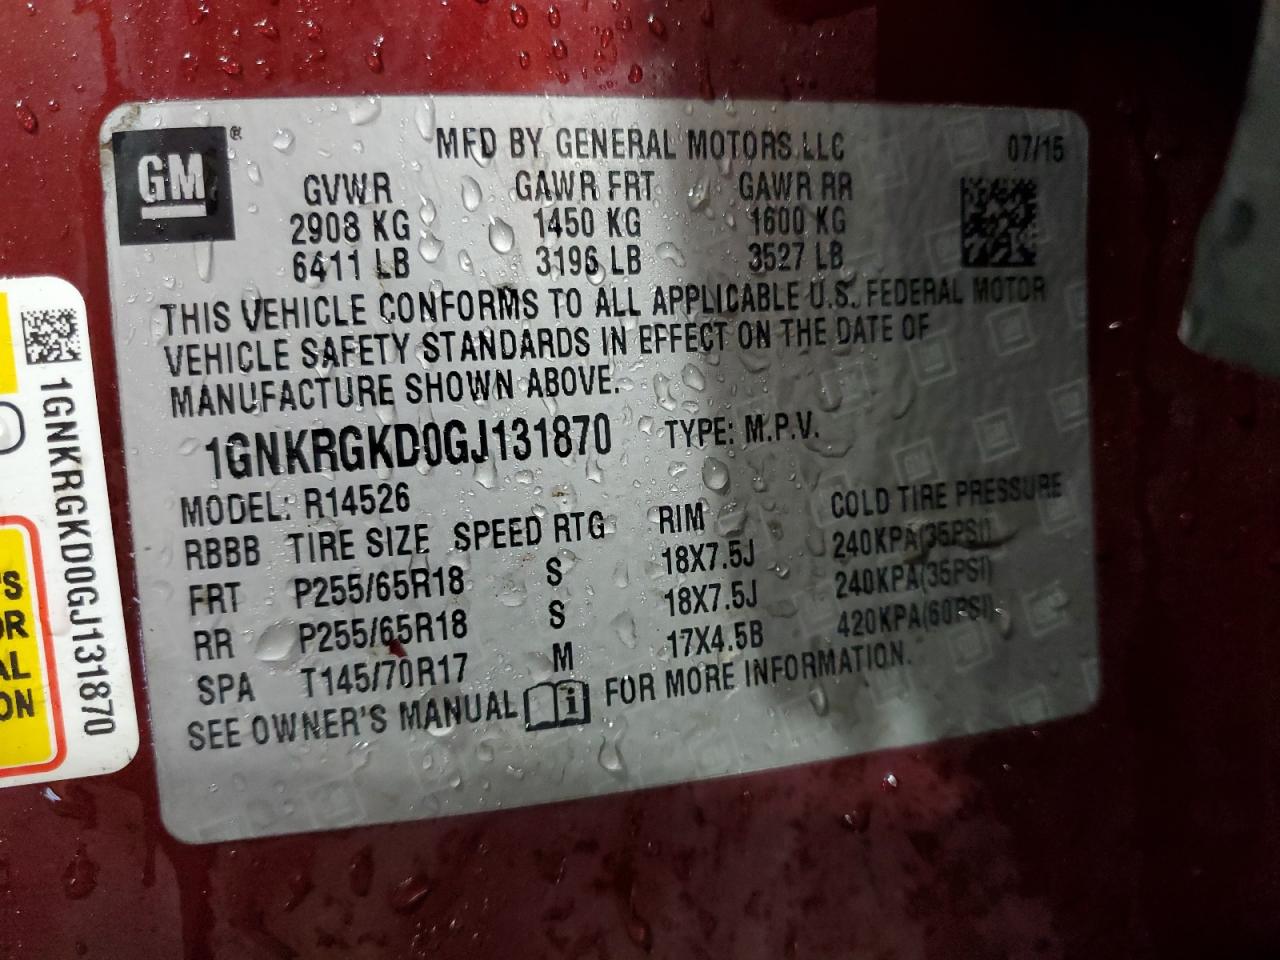 GM ®
MFD BY GENERAL MOTORS LLC
07/15
GVWR GAWR FRT GAWR RR
2908 KG 1450 KG 1600 KG
6411 LB 3196 LB 3527 LB
THIS VEHICLE CONFORMS TO ALL APPLICABLE U.S. FEDERAL MOTOR
VEHICLE SAFETY STANDARDS IN EFFECT ON THE DATE OF
MANUFACTURE SHOWN ABOVE.
1GNKRGKD0GJ131870 TYPE: M.P.V.
MODEL: R14526
RBBB TIRE SIZE SPEED RTG RIM COLD TIRE PRESSURE
FRT P255/65R18 S 18X7.5J 240KPA(35PSI)
RR P255/65R18 S 18X7.5J 240KPA(35PSI)
SPA T145/70R17 M 17X4.5B 420KPA(60PSI)
SEE OWNER'S MANUAL i FOR MORE INFORMATION.
1GNKRGKD0GJ131870
'S
OR
AL
ON